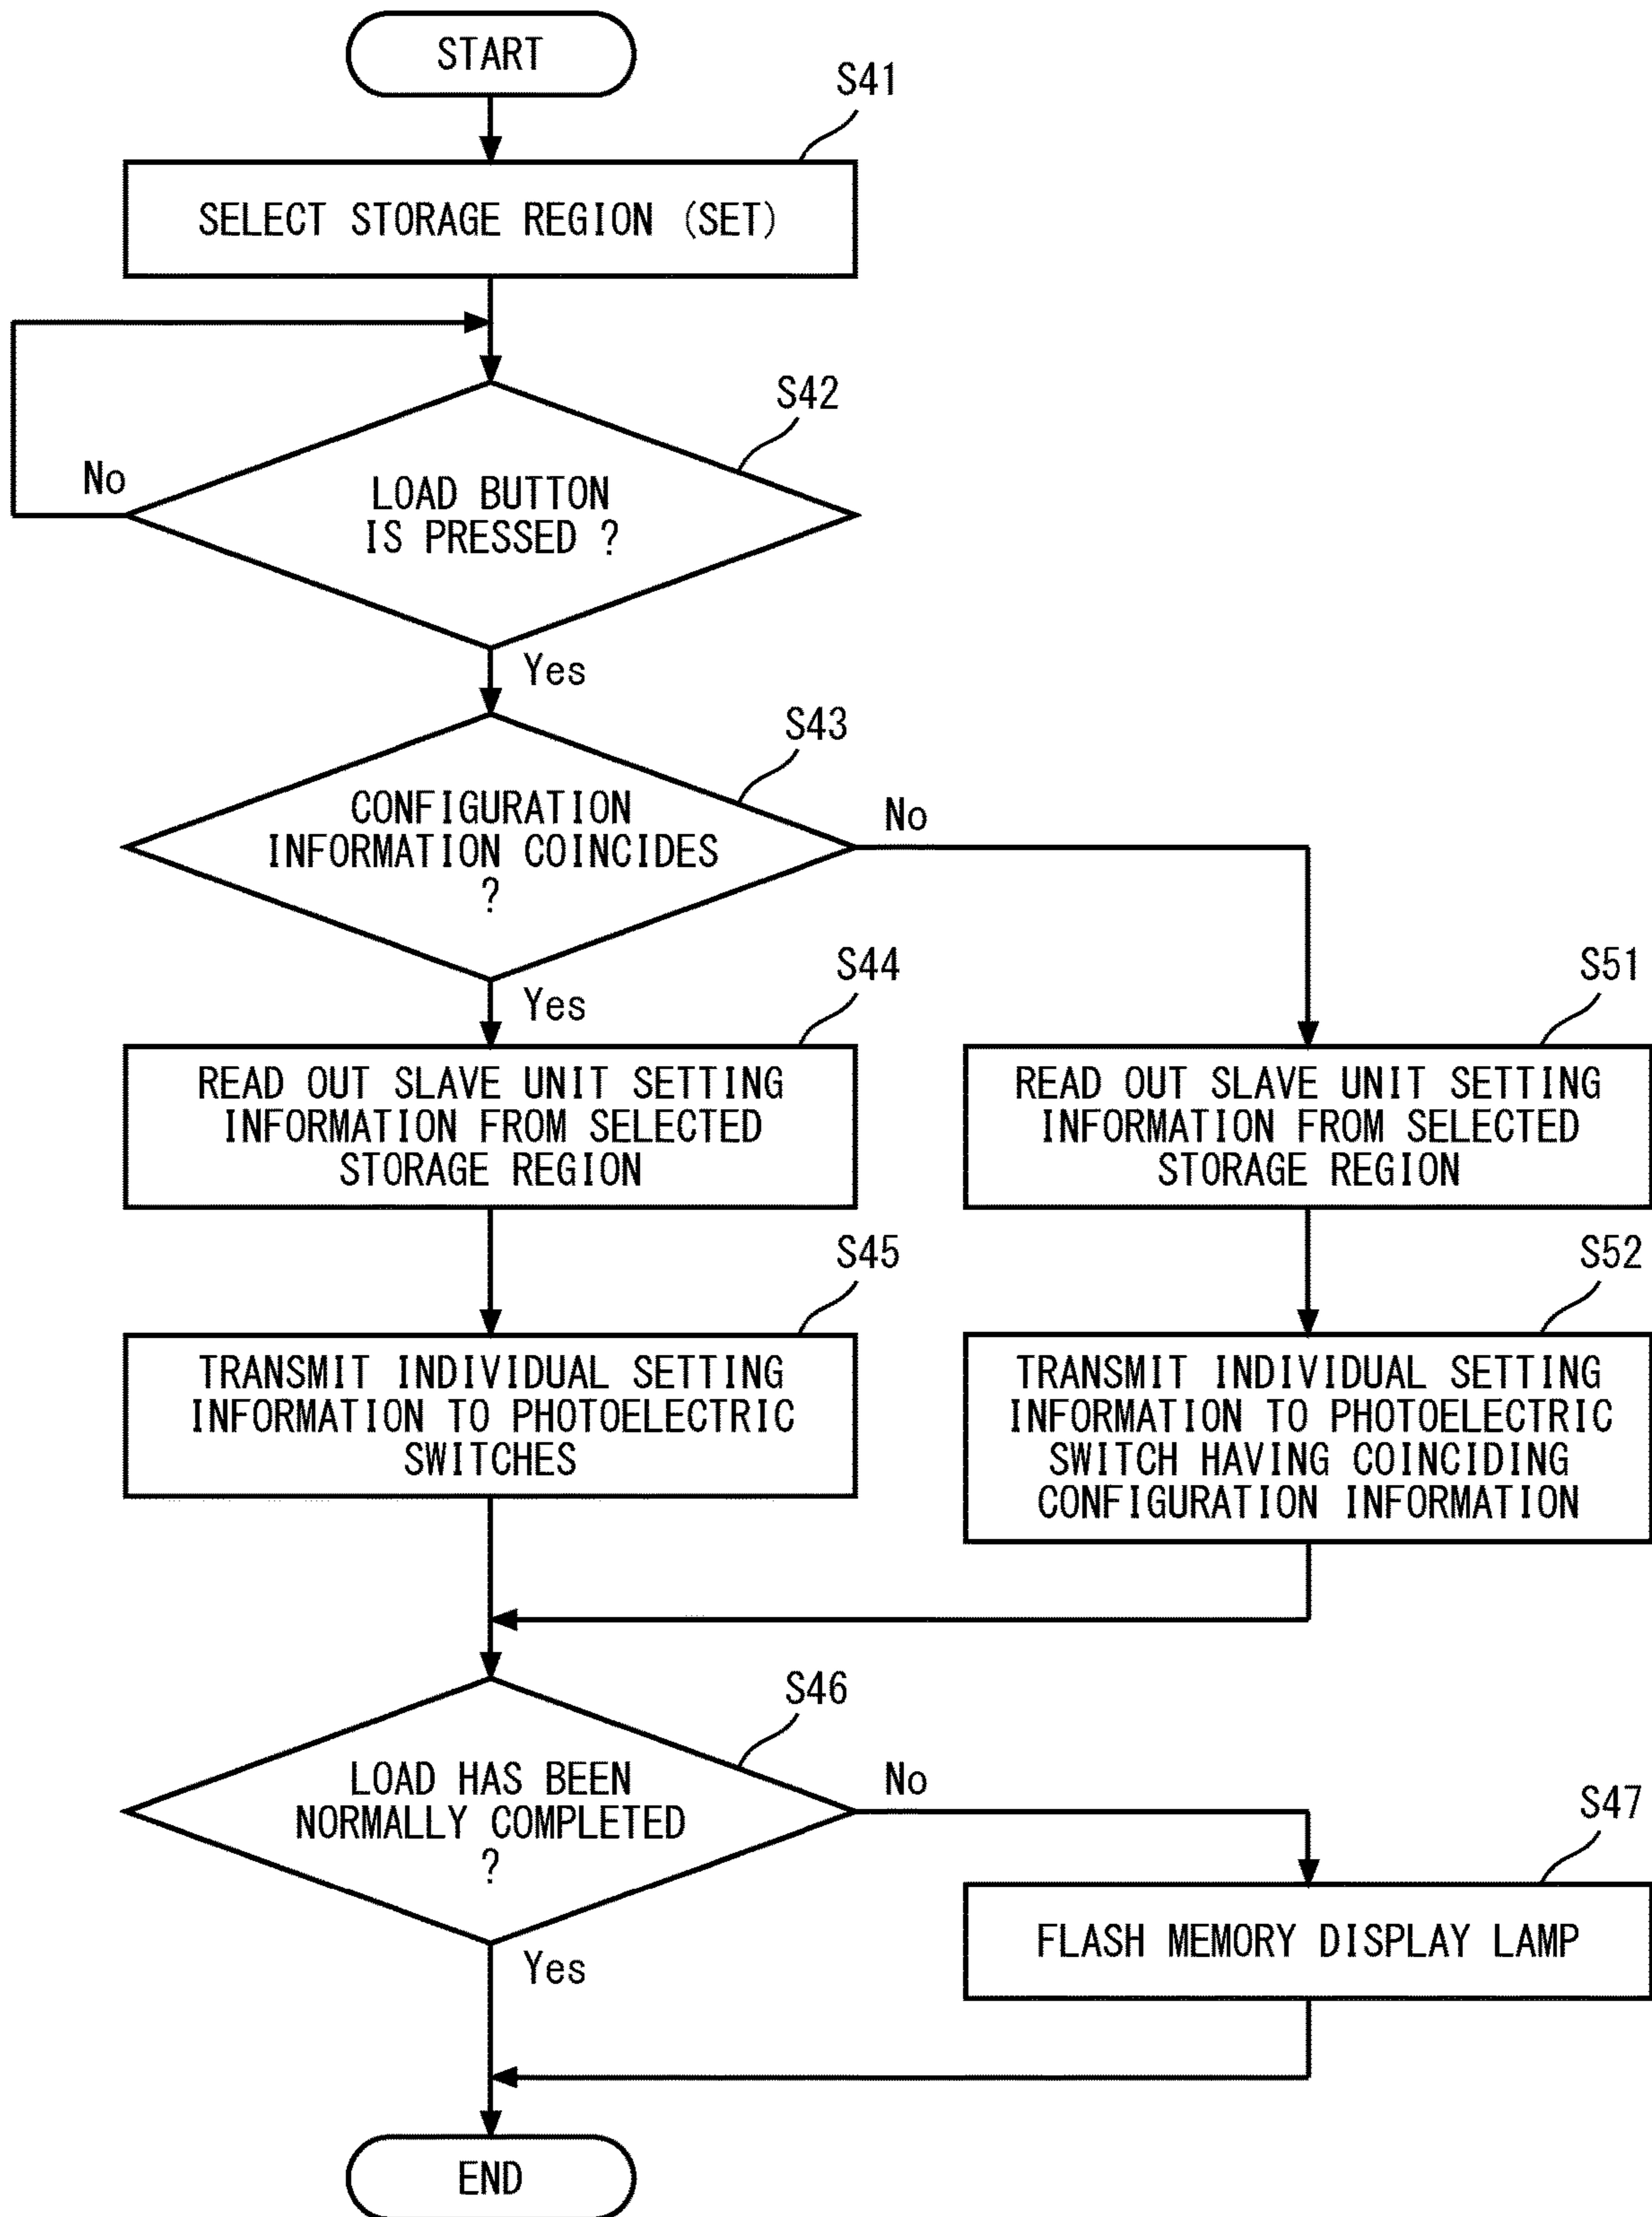 START
S41
SELECT STORAGE REGION (SET)
S42
No
LOAD BUTTON
IS PRESSED ?
Yes
S43
CONFIGURATION
INFORMATION COINCIDES
?
No
Yes
S44
READ OUT SLAVE UNIT SETTING
INFORMATION FROM SELECTED
STORAGE REGION
S51
READ OUT SLAVE UNIT SETTING
INFORMATION FROM SELECTED
STORAGE REGION
S45
TRANSMIT INDIVIDUAL SETTING
INFORMATION TO PHOTOELECTRIC
SWITCHES
S52
TRANSMIT INDIVIDUAL SETTING
INFORMATION TO PHOTOELECTRIC
SWITCH HAVING COINCIDING
CONFIGURATION INFORMATION
S46
LOAD HAS BEEN
NORMALLY COMPLETED
?
No
Yes
S47
FLASH MEMORY DISPLAY LAMP
END